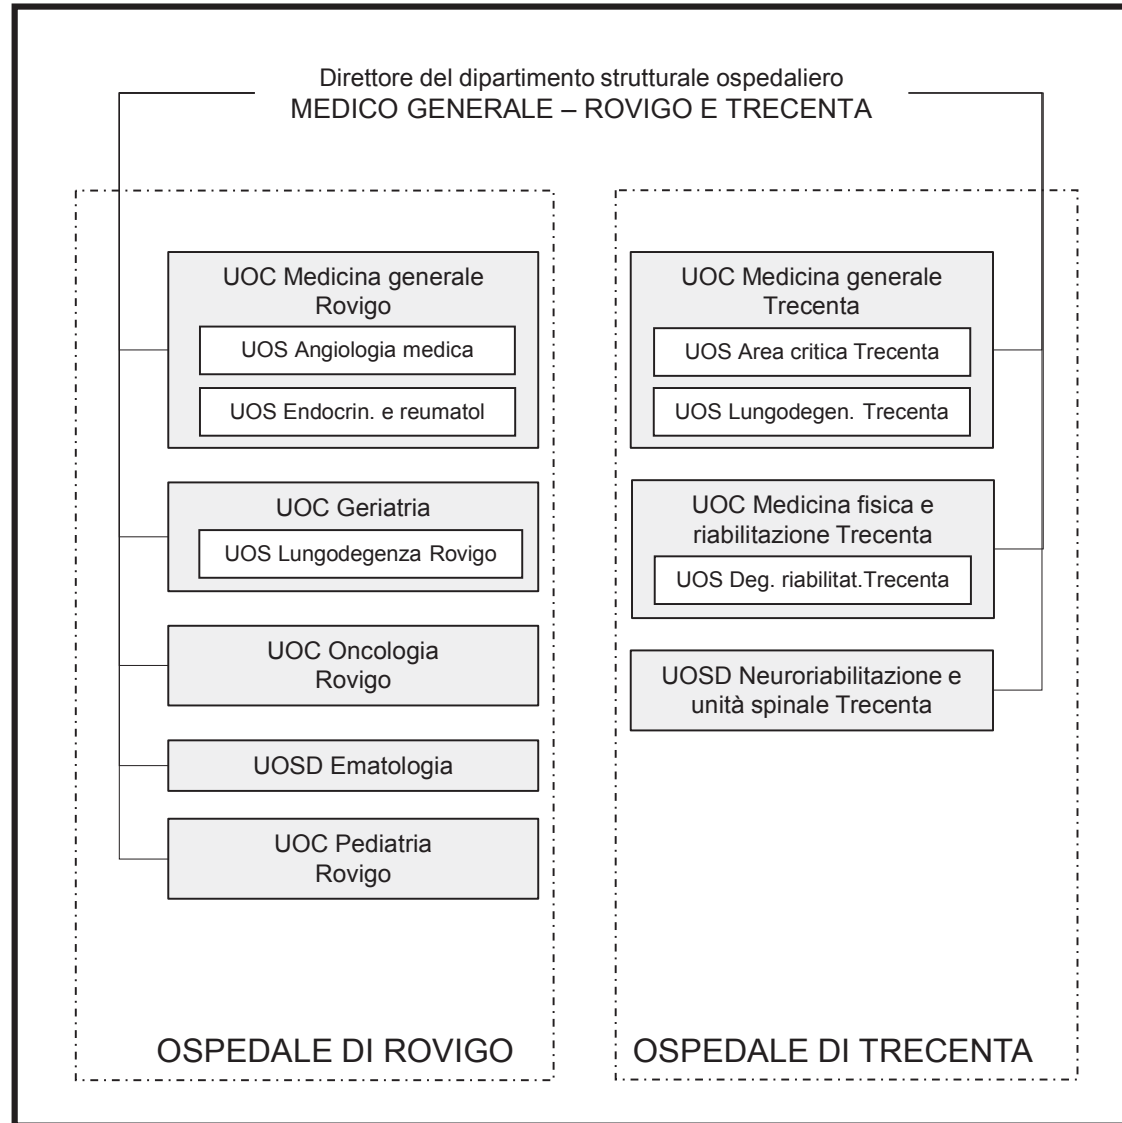 Direttore del dipartimento strutturale ospedaliero
MEDICO GENERALE – ROVIGO E TRECENTA
UOC Medicina generale
Rovigo
UOS Angiologia medica
UOS Endocrin. e reumatol
UOC Geriatria
UOS Lungodegenza Rovigo
UOC Oncologia
Rovigo
UOSD Ematologia
UOC Pediatria
Rovigo
OSPEDALE DI ROVIGO
UOC Medicina generale
Trecenta
UOS Area critica Trecenta
UOS Lungodegen. Trecenta
UOC Medicina fisica e
riabilitazione Trecenta
UOS Deg. riabilitat.Trecenta
UOSD Neuroriabilitazione e
unità spinale Trecenta
OSPEDALE DI TRECENTA